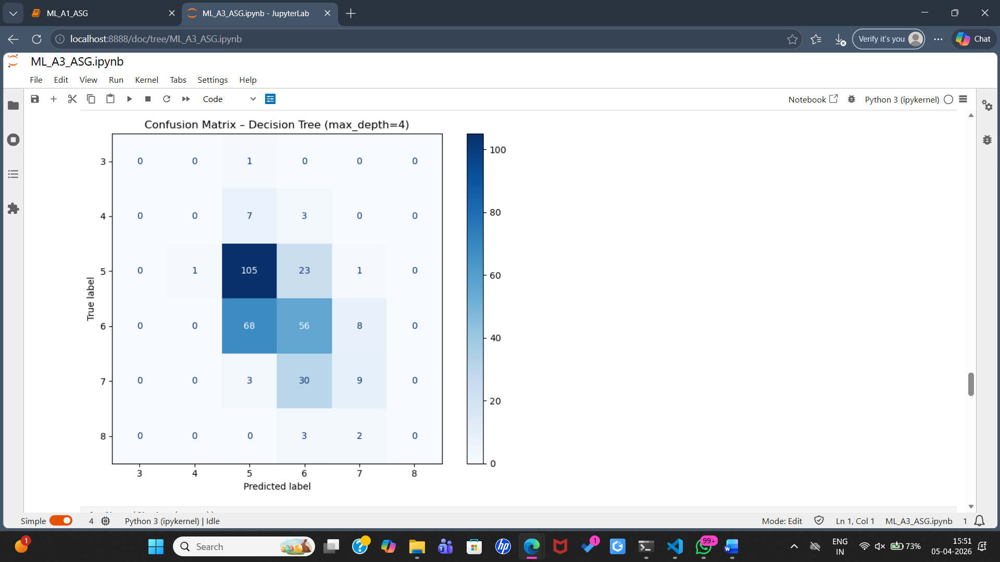 ML_A1_ASG
ML_A3_ASG.ipynb - JupyterLab
localhost:8888/doc/tree/ML_A3_ASG.ipynb
Verify it's you
Chat
ML_A3_ASG.ipynb
File Edit View Run Kernel Tabs Settings Help
Code
Notebook
Python 3 (ipykernel)
Confusion Matrix – Decision Tree (max_depth=4)
3 0 0 1 0 0 0
4 0 0 7 3 0 0
5 0 1 105 23 1 0
6 0 0 68 56 8 0
7 0 0 3 30 9 0
8 0 0 0 3 2 0
3 4 5 6 7 8
True label
Predicted label
100
80
60
40
20
0
Simple
4
Python 3 (ipykernel) | Idle
Mode: Edit
Ln 1, Col 1
ML_A3_ASG.ipynb
1
1
Search
1
99+
ENG
IN
73%
15:51
05-04-2026